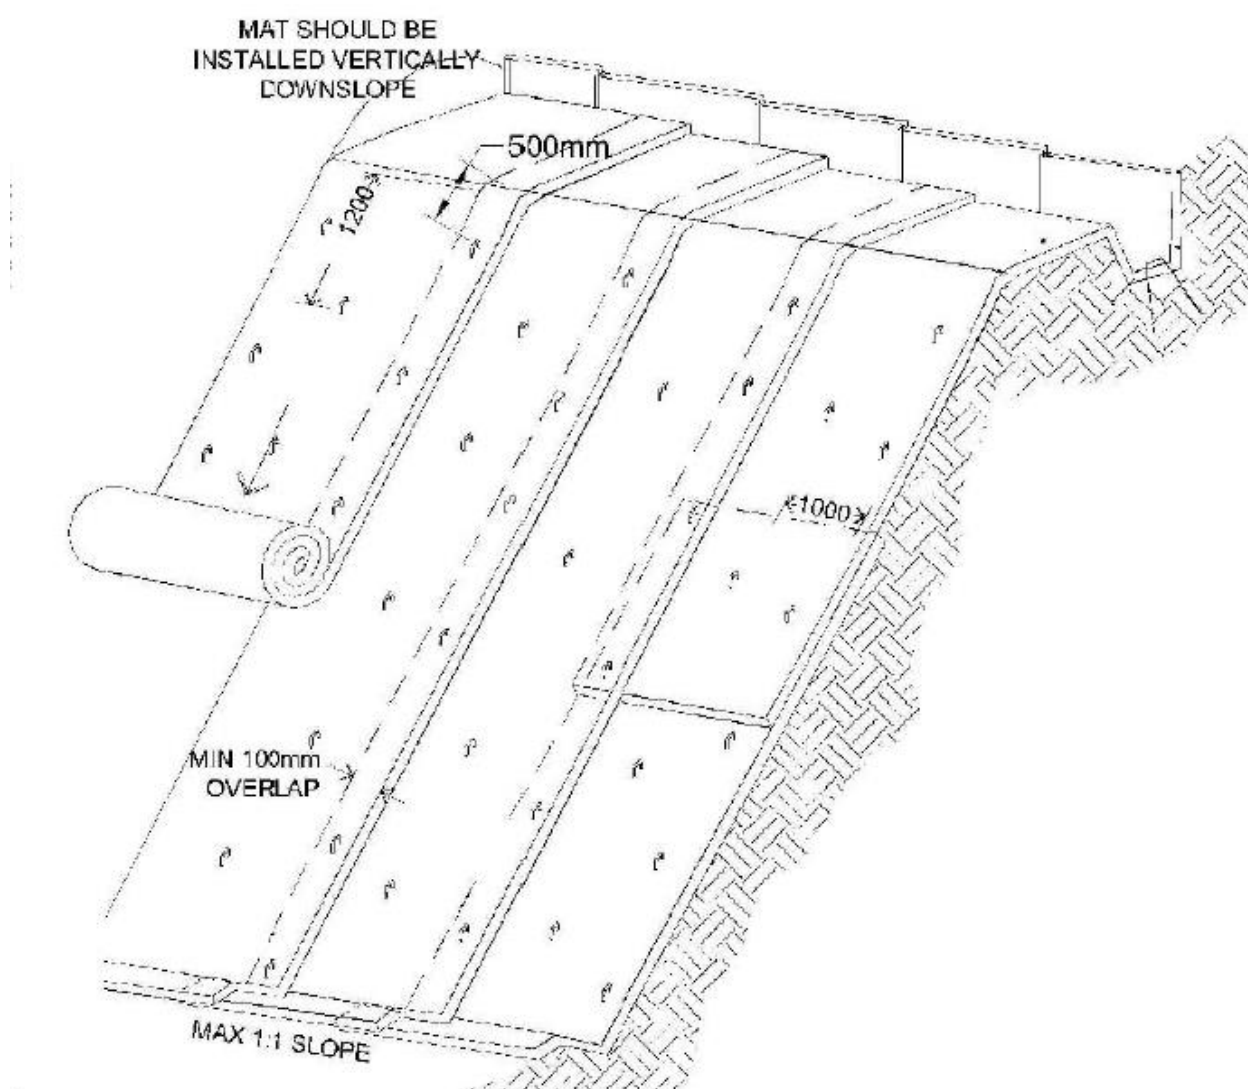 MAT SHOULD BE
INSTALLED VERTICALLY
DOWNSLOPE
500mm
1200
1000
MIN 100mm
OVERLAP
MAX 1:1 SLOPE